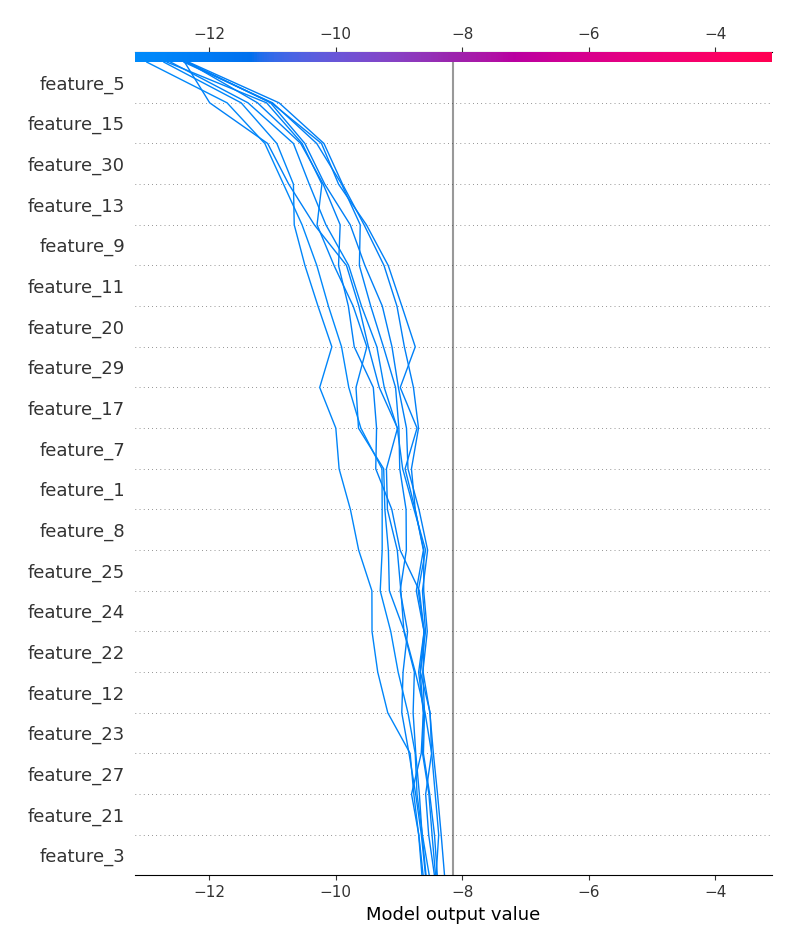 −12 −10 −8 −6 −4
feature_5
feature_15
feature_30
feature_13
feature_9
feature_11
feature_20
feature_29
feature_17
feature_7
feature_1
feature_8
feature_25
feature_24
feature_22
feature_12
feature_23
feature_27
feature_21
feature_3
−12 −10 −8 −6 −4
Model output value